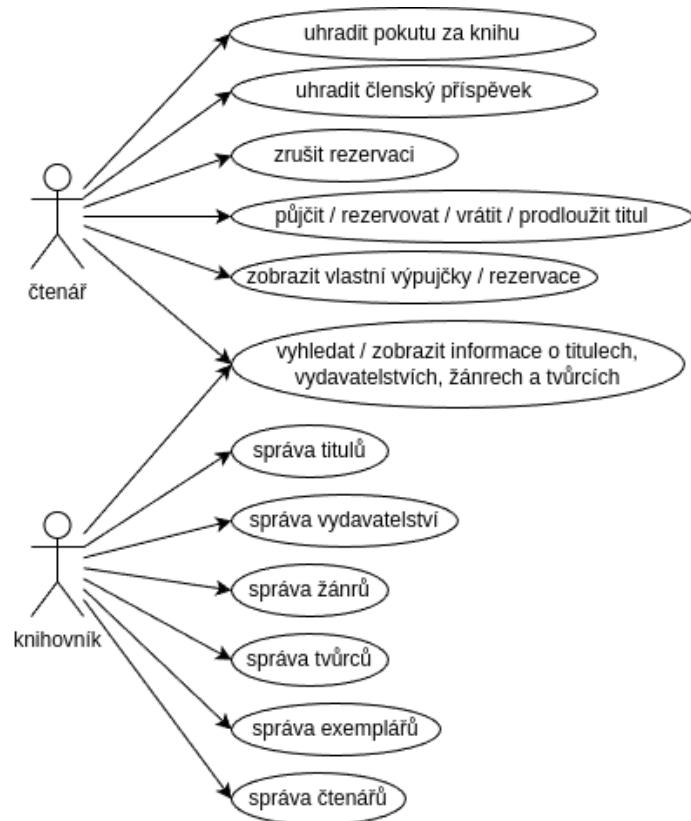 uhradit pokutu za knihu
uhradit členský příspěvek
zrušit rezervaci
půjčit / rezervovat / vrátit / prodloužit titul
čtenář
zobrazit vlastní výpujčky / rezervace
vyhledat / zobrazit informace o titulech,
vydavatelstvích, žánrech a tvůrcích
správa titulů
správa vydavatelství
správa žánrů
knihovník
správa tvůrců
správa exemplářů
správa čtenářů